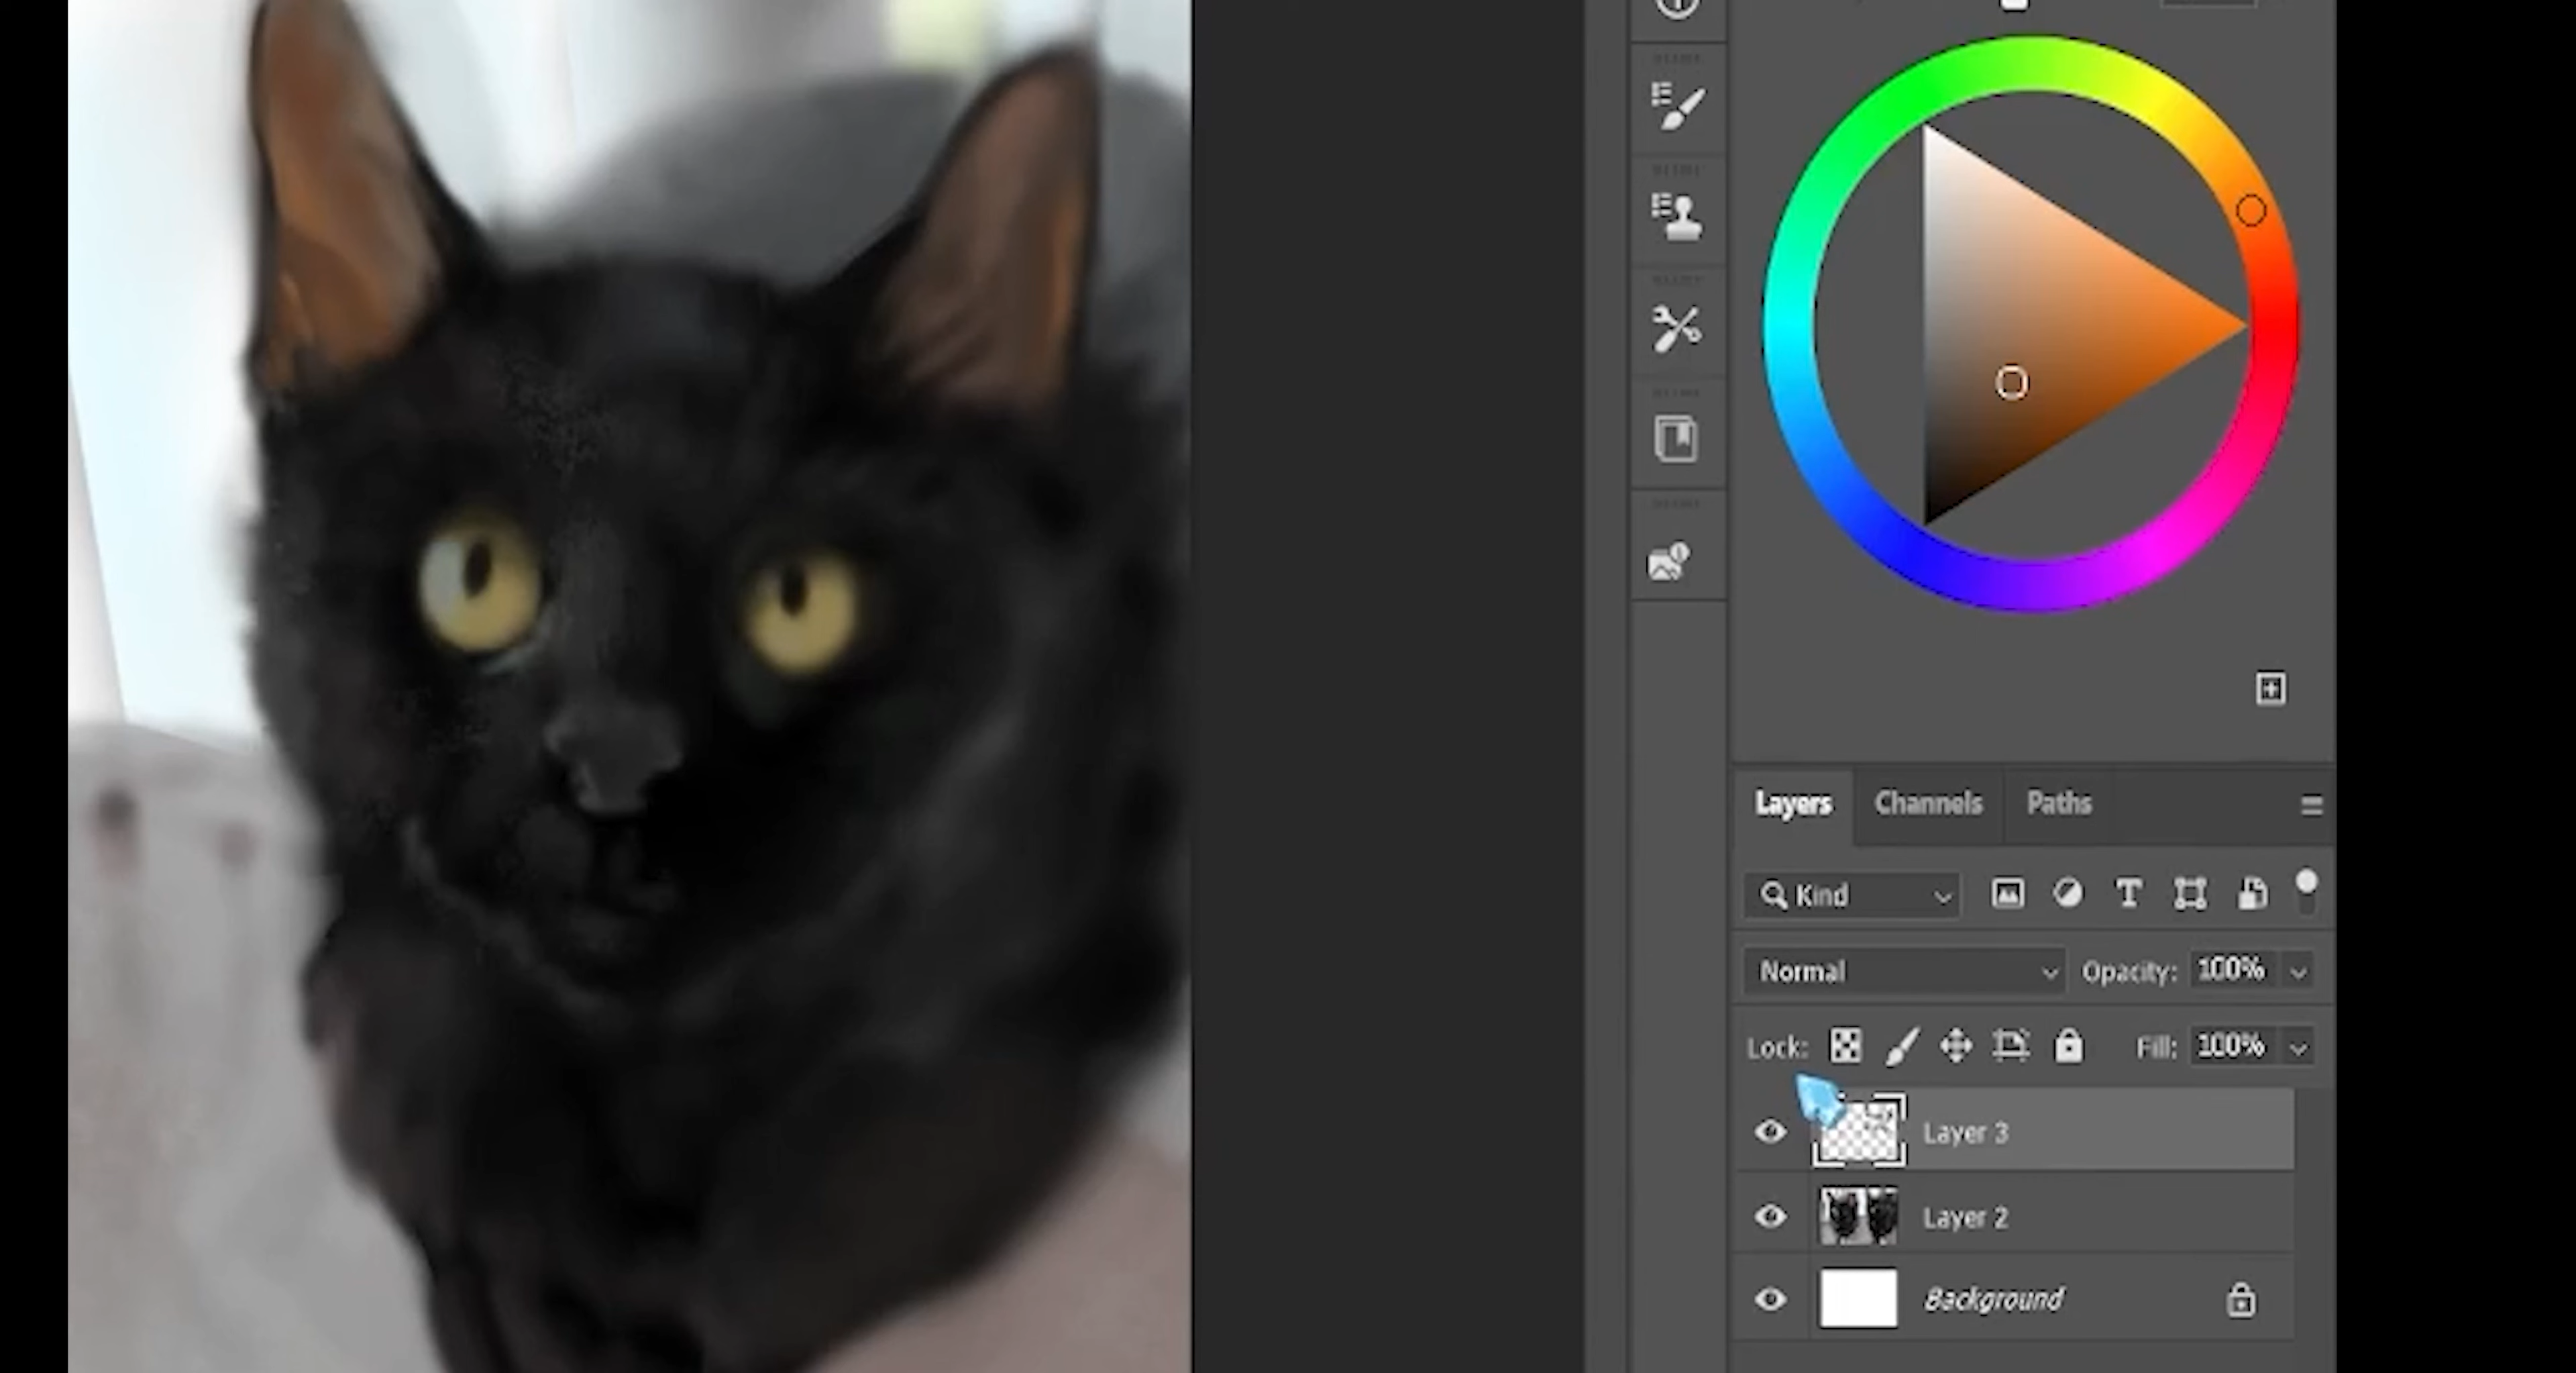 Layers Channels Paths
Kind
Normal Opacity: 100%
Lock: Fill: 100%
Layer 3
Layer 2
Background